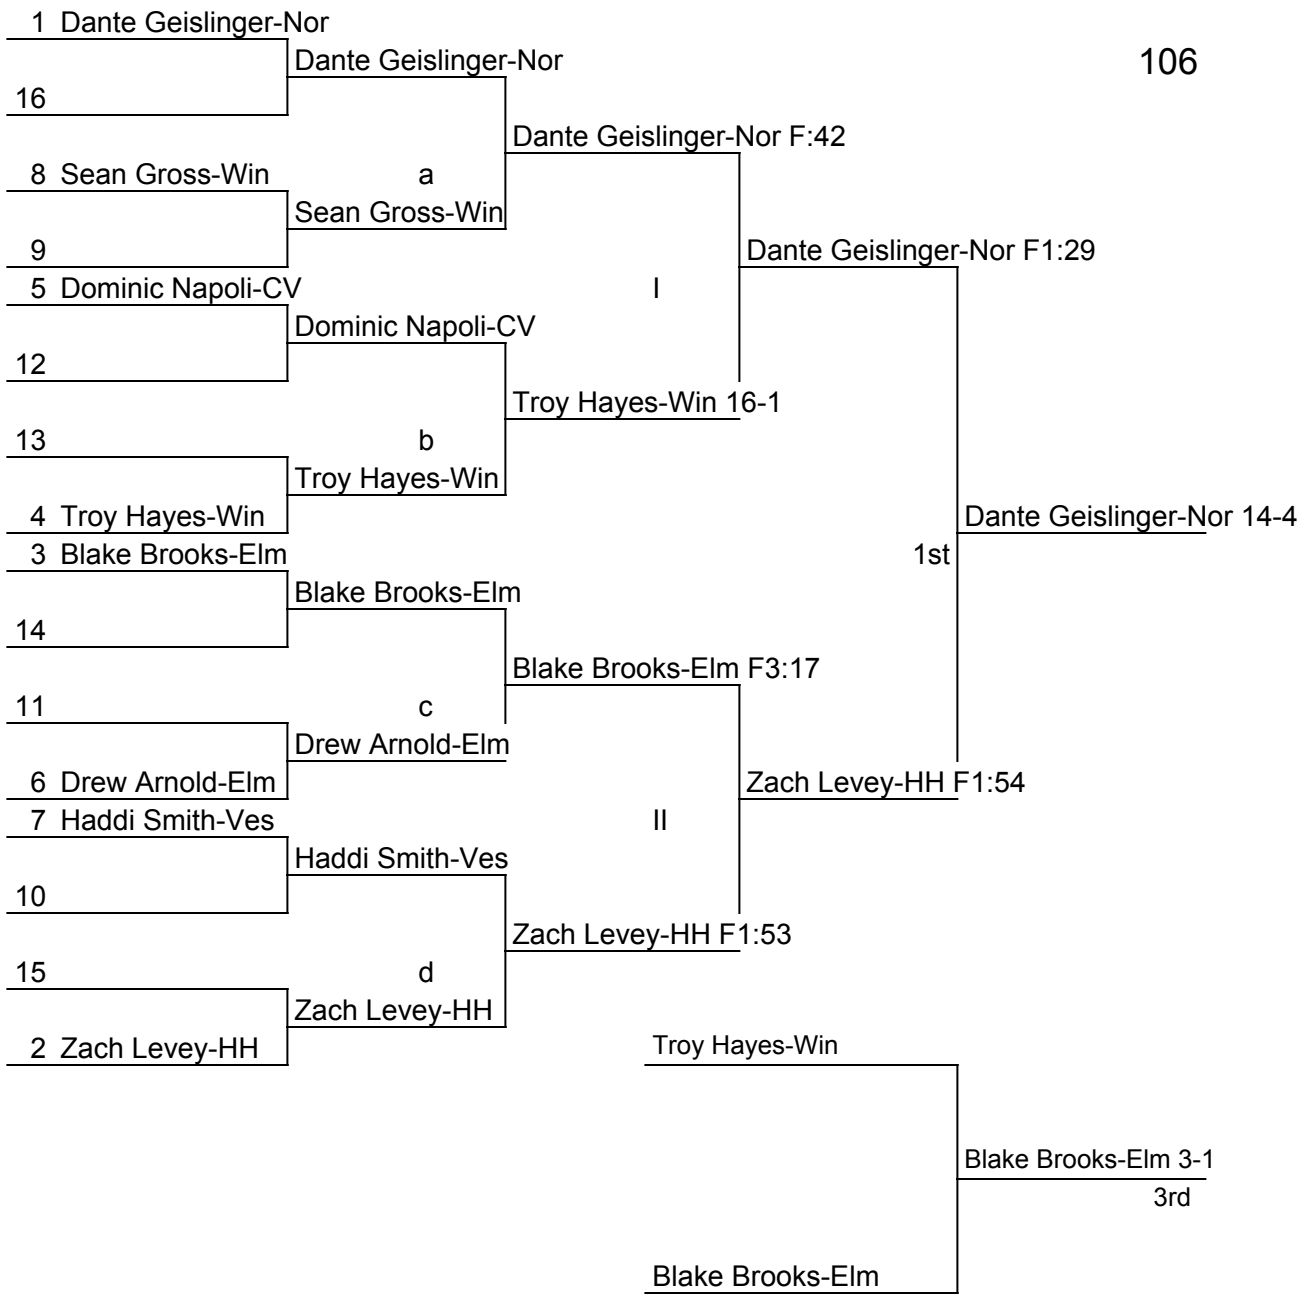 1 Dante Geislinger-Nor
Dante Geislinger-Nor
106
16
Dante Geislinger-Nor F:42
8 Sean Gross-Win
a
Sean Gross-Win
9
Dante Geislinger-Nor F1:29
5 Dominic Napoli-CV
I
Dominic Napoli-CV
12
Troy Hayes-Win 16-1
13
b
Troy Hayes-Win
4 Troy Hayes-Win
Dante Geislinger-Nor 14-4
3 Blake Brooks-Elm
1st
Blake Brooks-Elm
14
Blake Brooks-Elm F3:17
11
c
Drew Arnold-Elm
6 Drew Arnold-Elm
Zach Levey-HH F1:54
7 Haddi Smith-Ves
II
Haddi Smith-Ves
10
Zach Levey-HH F1:53
15
d
Zach Levey-HH
2 Zach Levey-HH
Troy Hayes-Win
Blake Brooks-Elm 3-1
3rd
Blake Brooks-Elm